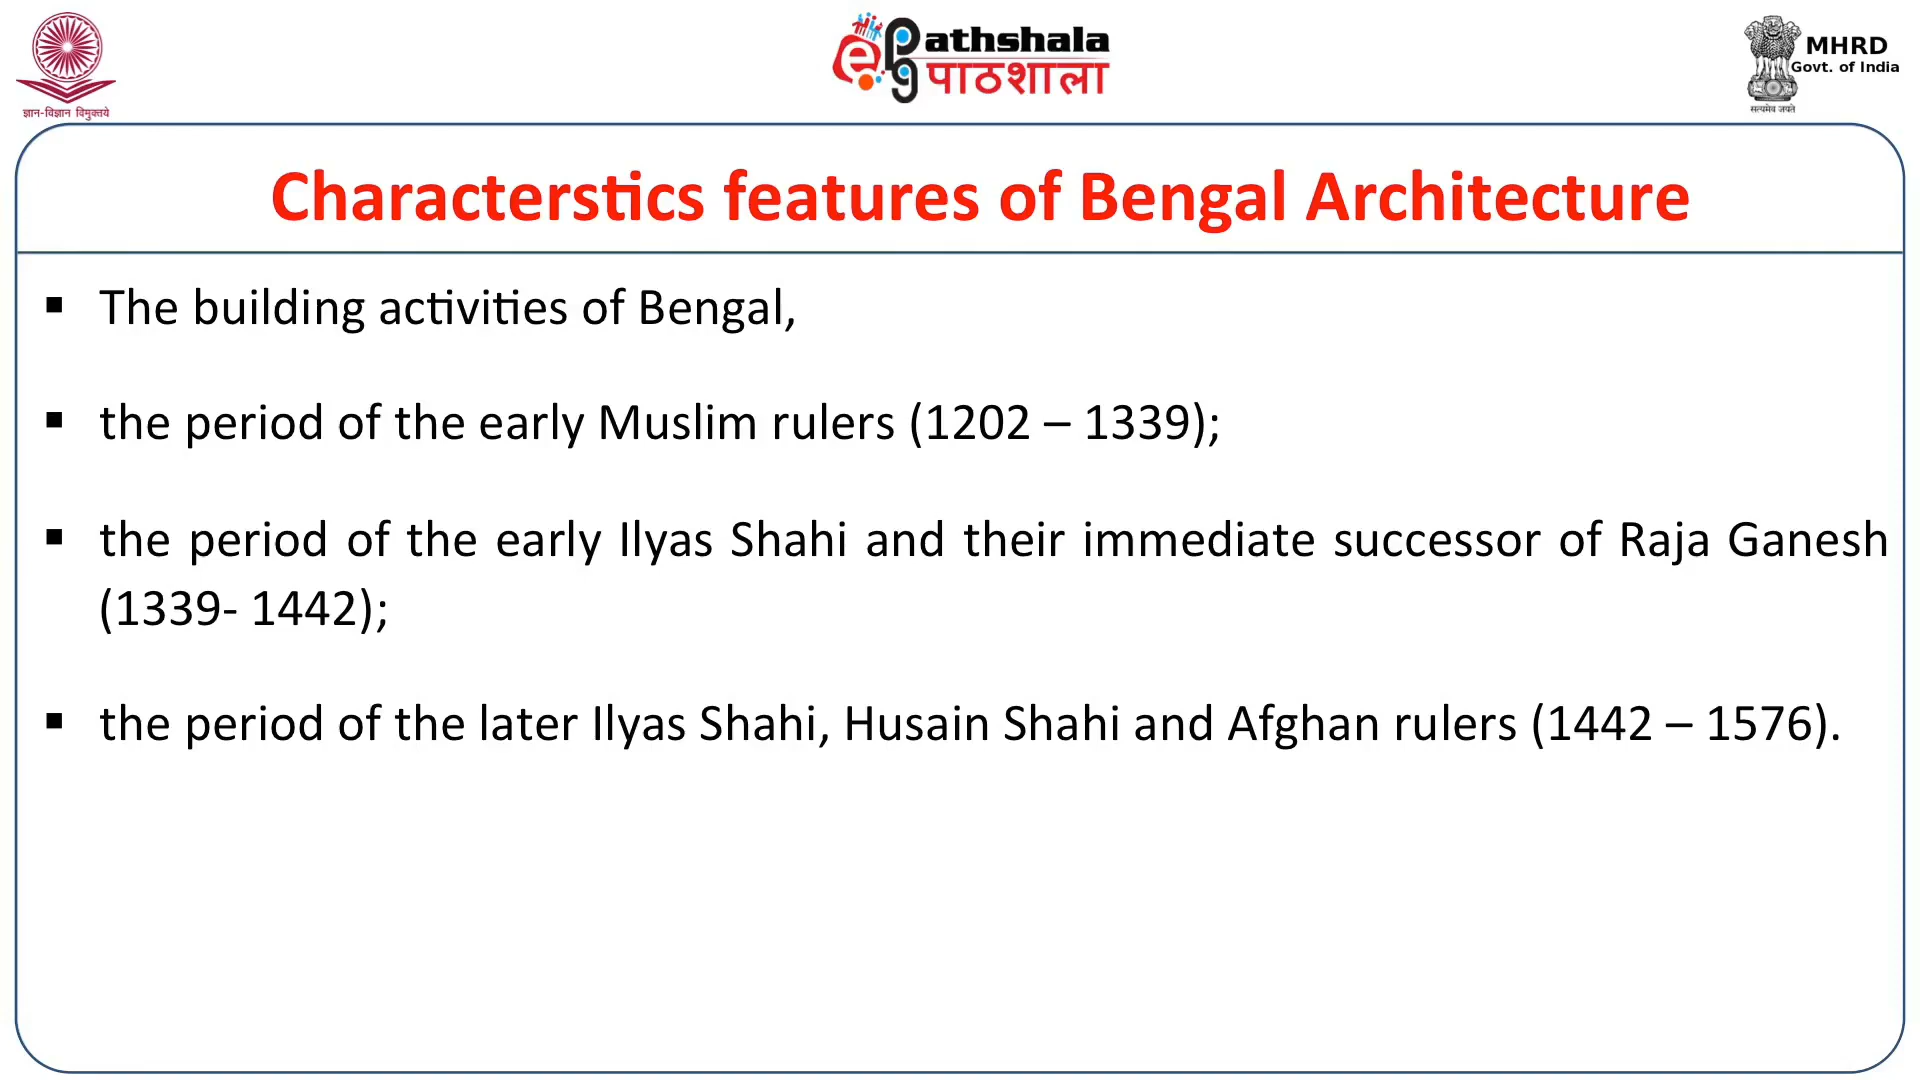 ज्ञान-विज्ञान विमुक्तये
ePathshala
पाठशाला
MHRD
Govt. of India
सत्यमेव जयते
Characterstics features of Bengal Architecture
▪ The building activities of Bengal,
▪ the period of the early Muslim rulers (1202 – 1339);
▪ the period of the early Ilyas Shahi and their immediate successor of Raja Ganesh
(1339- 1442);
▪ the period of the later Ilyas Shahi, Husain Shahi and Afghan rulers (1442 – 1576).